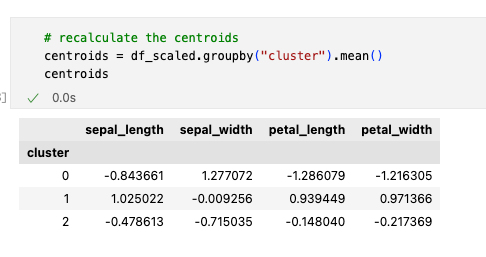 # recalculate the centroids
centroids = df_scaled.groupby("cluster").mean()
centroids
]
✓ 0.0s
sepal_length sepal_width petal_length petal_width
cluster
0 -0.843661 1.277072 -1.286079 -1.216305
1 1.025022 -0.009256 0.939449 0.971366
2 -0.478613 -0.715035 -0.148040 -0.217369